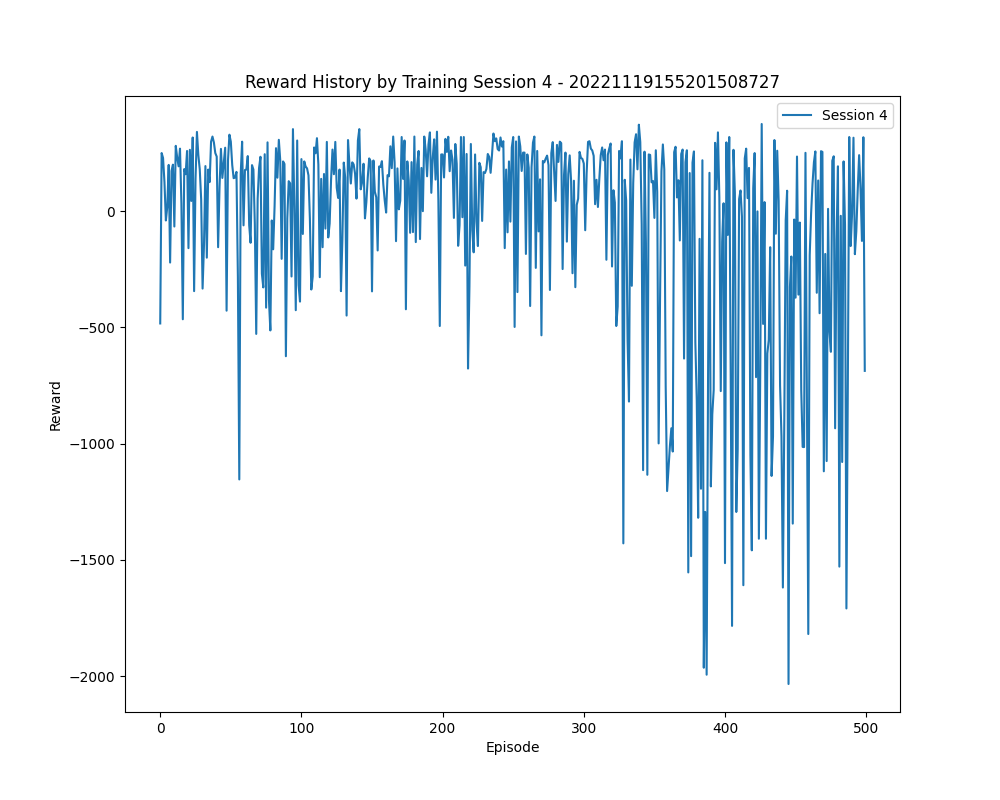 Reward History by Training Session 4 - 20221119155201508727
Session 4
Reward
0
−500
−1000
−1500
−2000
0 100 200 300 400 500
Episode